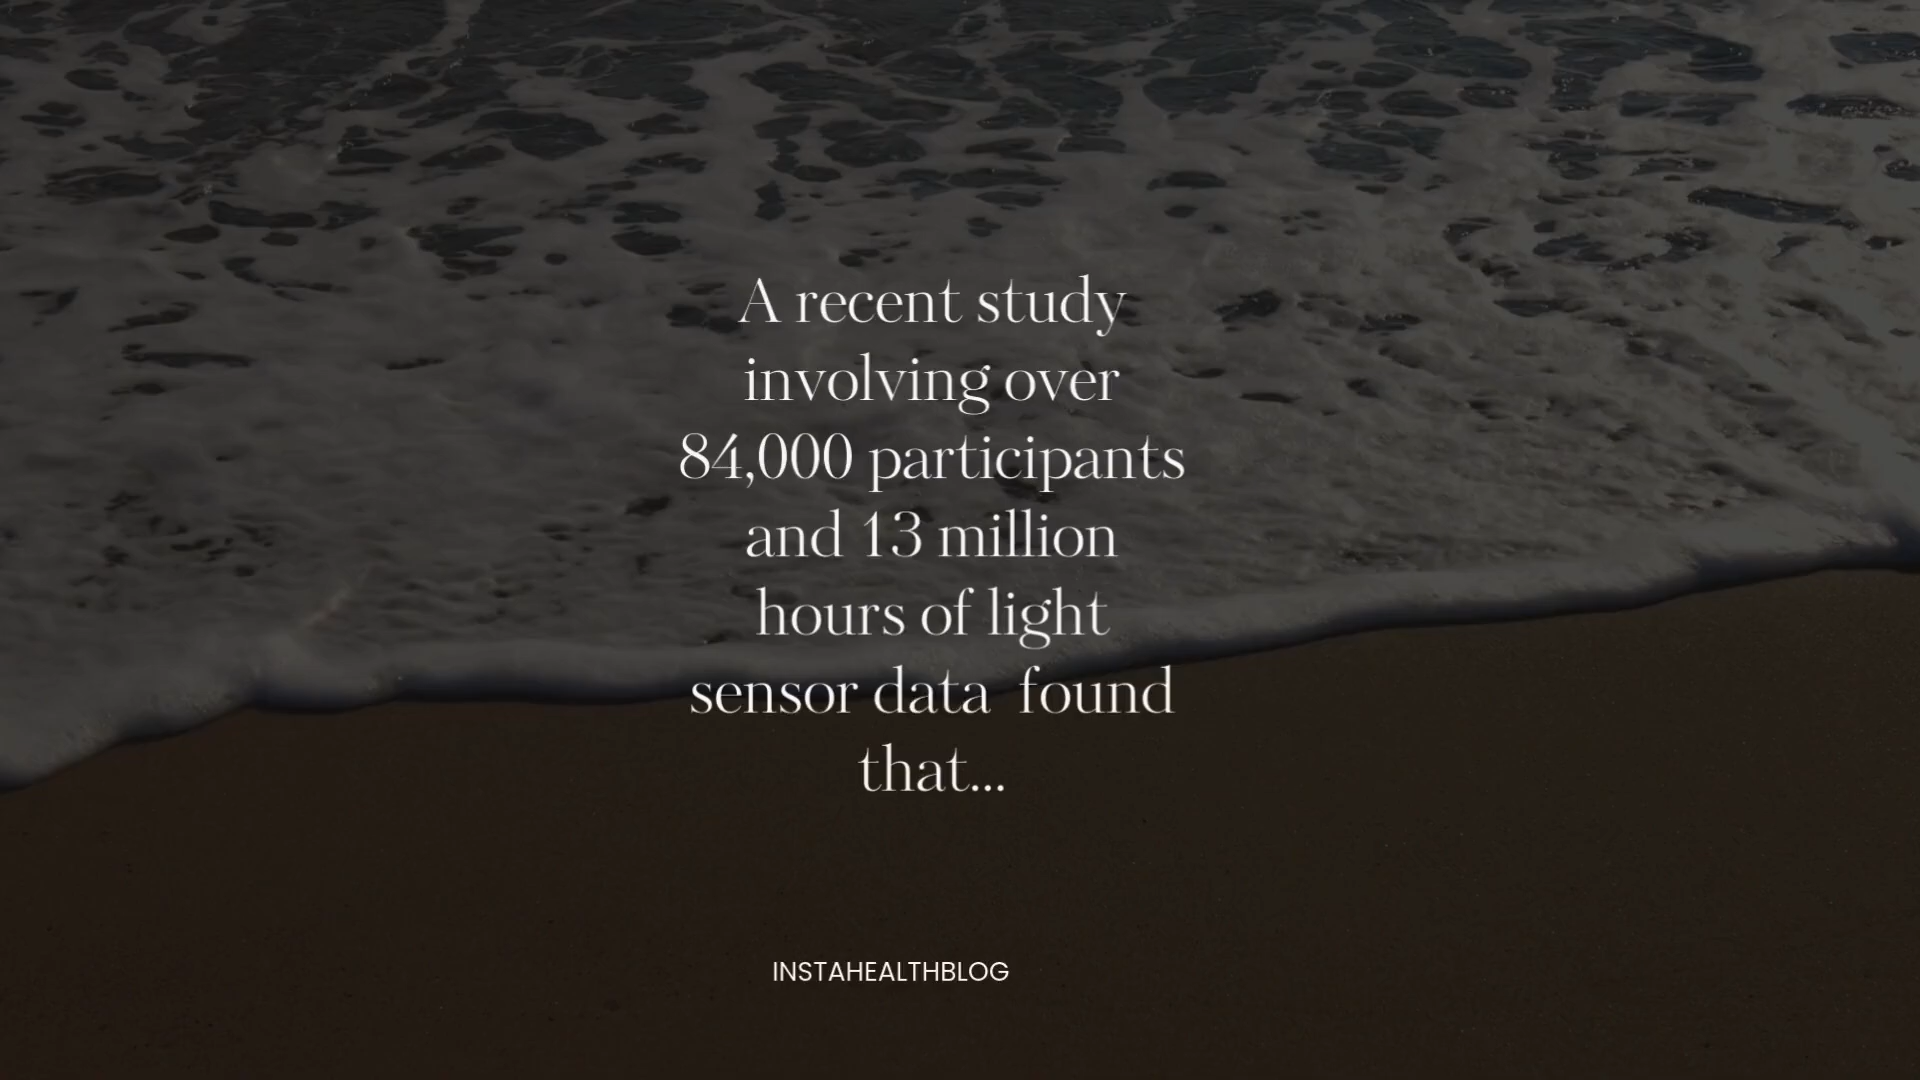 A recent study
involving over
84,000 participants
and 13 million
hours of light
sensor data  found
that...
INSTAHEALTHBLOG